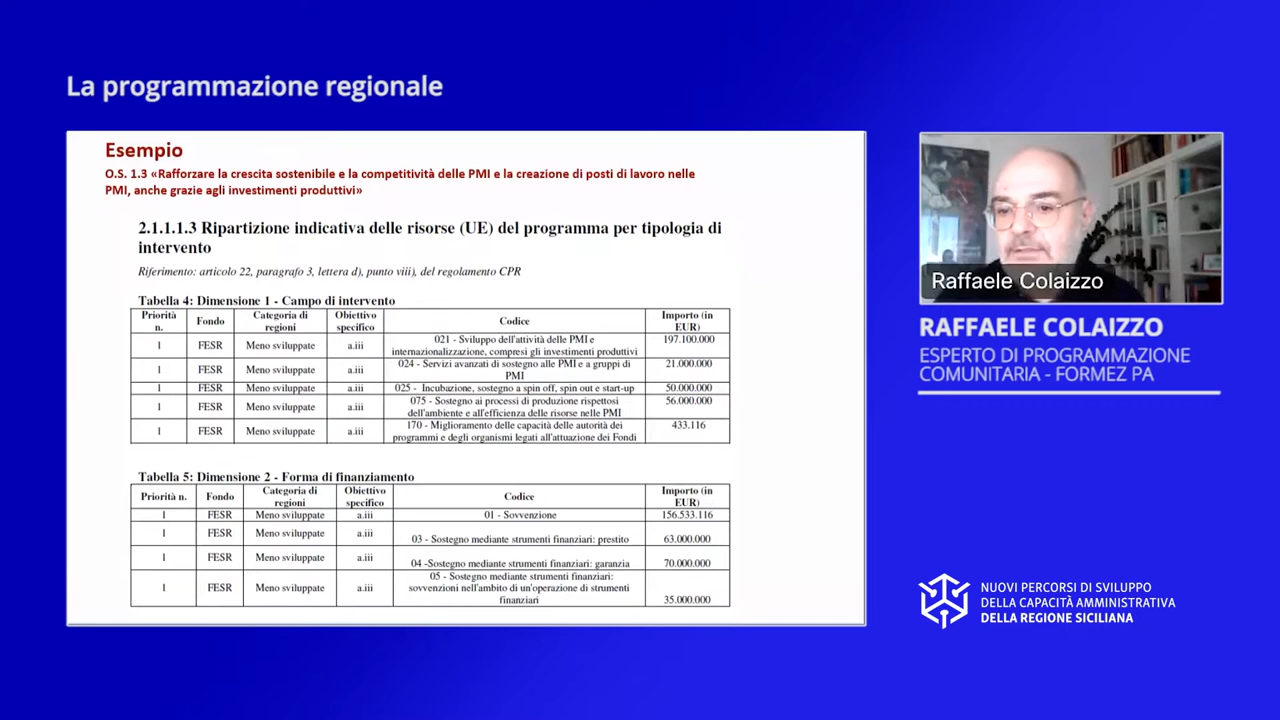 La programmazione regionale
Esempio
O.S. 1.3 «Rafforzare la crescita sostenibile e la competitività delle PMI e la creazione di posti di lavoro nelle
PMI, anche grazie agli investimenti produttivi»
2.1.1.1.3 Ripartizione indicativa delle risorse (UE) del programma per tipologia di
intervento
Riferimento: articolo 22, paragrafo 3, lettera d), punto viii), del regolamento CPR
Tabella 4: Dimensione 1 - Campo di intervento
Priorità n. Fondo Categoria di regioni Obiettivo specifico Codice Importo (in EUR)
1 FESR Meno sviluppate a.iii 021 - Sviluppo dell'attività delle PMI e internazionalizzazione, compresi gli investimenti produttivi 197.100.000
1 FESR Meno sviluppate a.iii 024 - Servizi avanzati di sostegno alle PMI e a gruppi di PMI 21.000.000
1 FESR Meno sviluppate a.iii 025 - Incubazione, sostegno a spin off, spin out e start-up 50.000.000
1 FESR Meno sviluppate a.iii 075 - Sostegno ai processi di produzione rispettosi dell'ambiente e all'efficienza delle risorse nelle PMI 56.000.000
1 FESR Meno sviluppate a.iii 170 - Miglioramento delle capacità delle autorità dei programmi e degli organismi legati all'attuazione dei Fondi 433.116
Tabella 5: Dimensione 2 - Forma di finanziamento
Priorità n. Fondo Categoria di regioni Obiettivo specifico Codice Importo (in EUR)
1 FESR Meno sviluppate a.iii 01 - Sovvenzione 156.533.116
1 FESR Meno sviluppate a.iii 03 - Sostegno mediante strumenti finanziari: prestito 63.000.000
1 FESR Meno sviluppate a.iii 04 -Sostegno mediante strumenti finanziari: garanzia 70.000.000
1 FESR Meno sviluppate a.iii 05 - Sostegno mediante strumenti finanziari: sovvenzioni nell'ambito di un'operazione di strumenti finanziari 35.000.000
Raffaele Colaizzo
RAFFAELE COLAIZZO
ESPERTO DI PROGRAMMAZIONE
COMUNITARIA - FORMEZ PA
NUOVI PERCORSI DI SVILUPPO
DELLA CAPACITÀ AMMINISTRATIVA
DELLA REGIONE SICILIANA